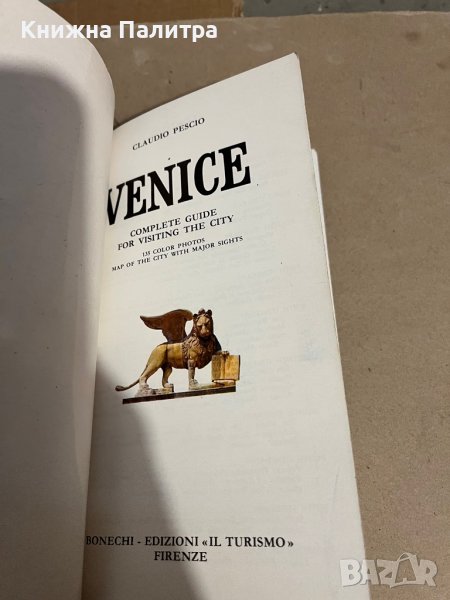 Книжна Палитра
CLAUDIO PESCIO
VENICE
COMPLETE GUIDE
FOR VISITING THE CITY
135 COLOR PHOTOS
MAP OF THE CITY WITH MAJOR SIGHTS
BONECHI - EDIZIONI «IL TURISMO»
FIRENZE
BAZAR